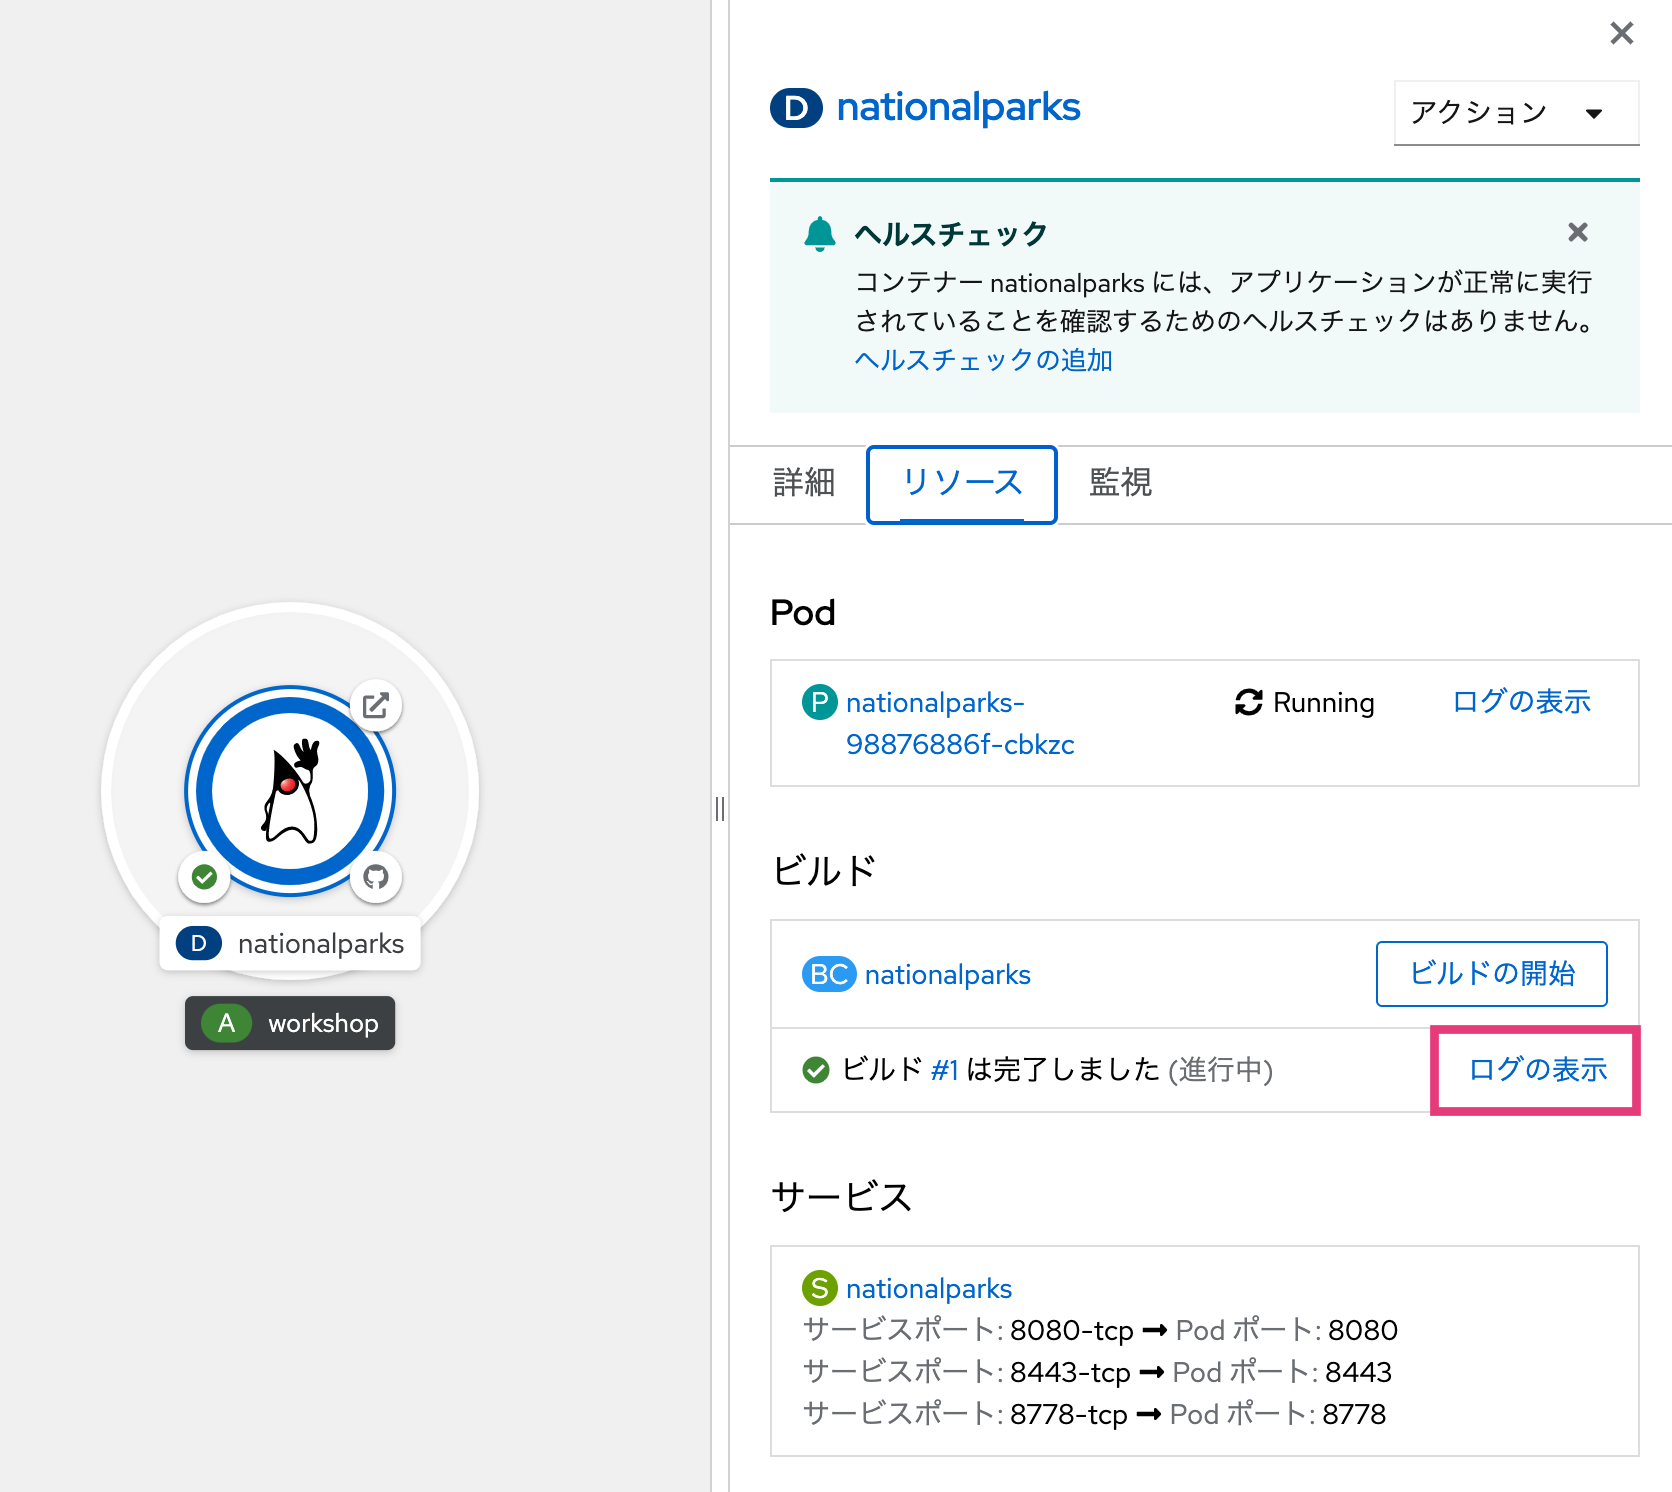 D nationalparks
A workshop
D nationalparks
アクション
ヘルスチェック
コンテナー nationalparks には、アプリケーションが正常に実行
されていることを確認するためのヘルスチェックはありません。
ヘルスチェックの追加
詳細 リソース 監視
Pod
P nationalparks-
98876886f-cbkzc
Running
ログの表示
ビルド
BC nationalparks
ビルドの開始
ビルド #1 は完了しました (進行中)
ログの表示
サービス
S nationalparks
サービスポート: 8080-tcp → Pod ポート: 8080
サービスポート: 8443-tcp → Pod ポート: 8443
サービスポート: 8778-tcp → Pod ポート: 8778